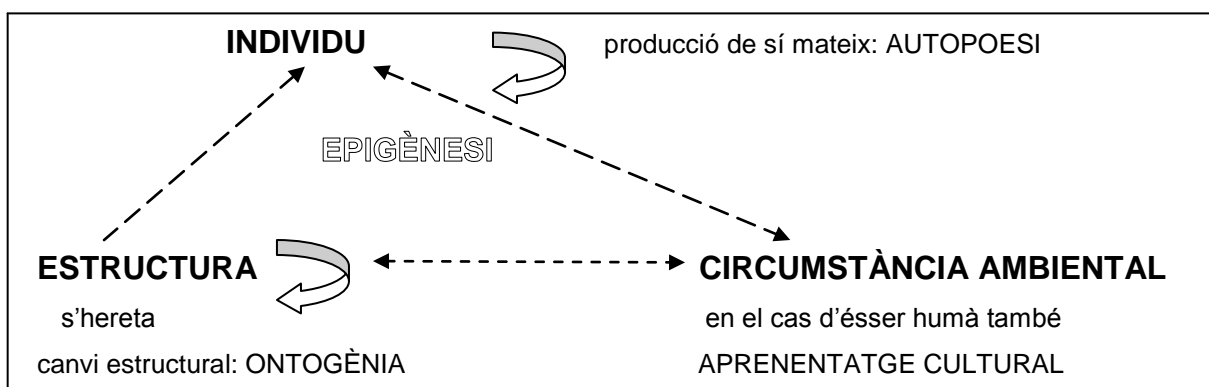 INDIVIDU
producció de sí mateix: AUTOPOESI
EPIGÈNESI
ESTRUCTURA
CIRCUMSTÀNCIA AMBIENTAL
s'hereta
en el cas d'ésser humà també
canvi estructural: ONTOGÈNIA
APRENENTATGE CULTURAL